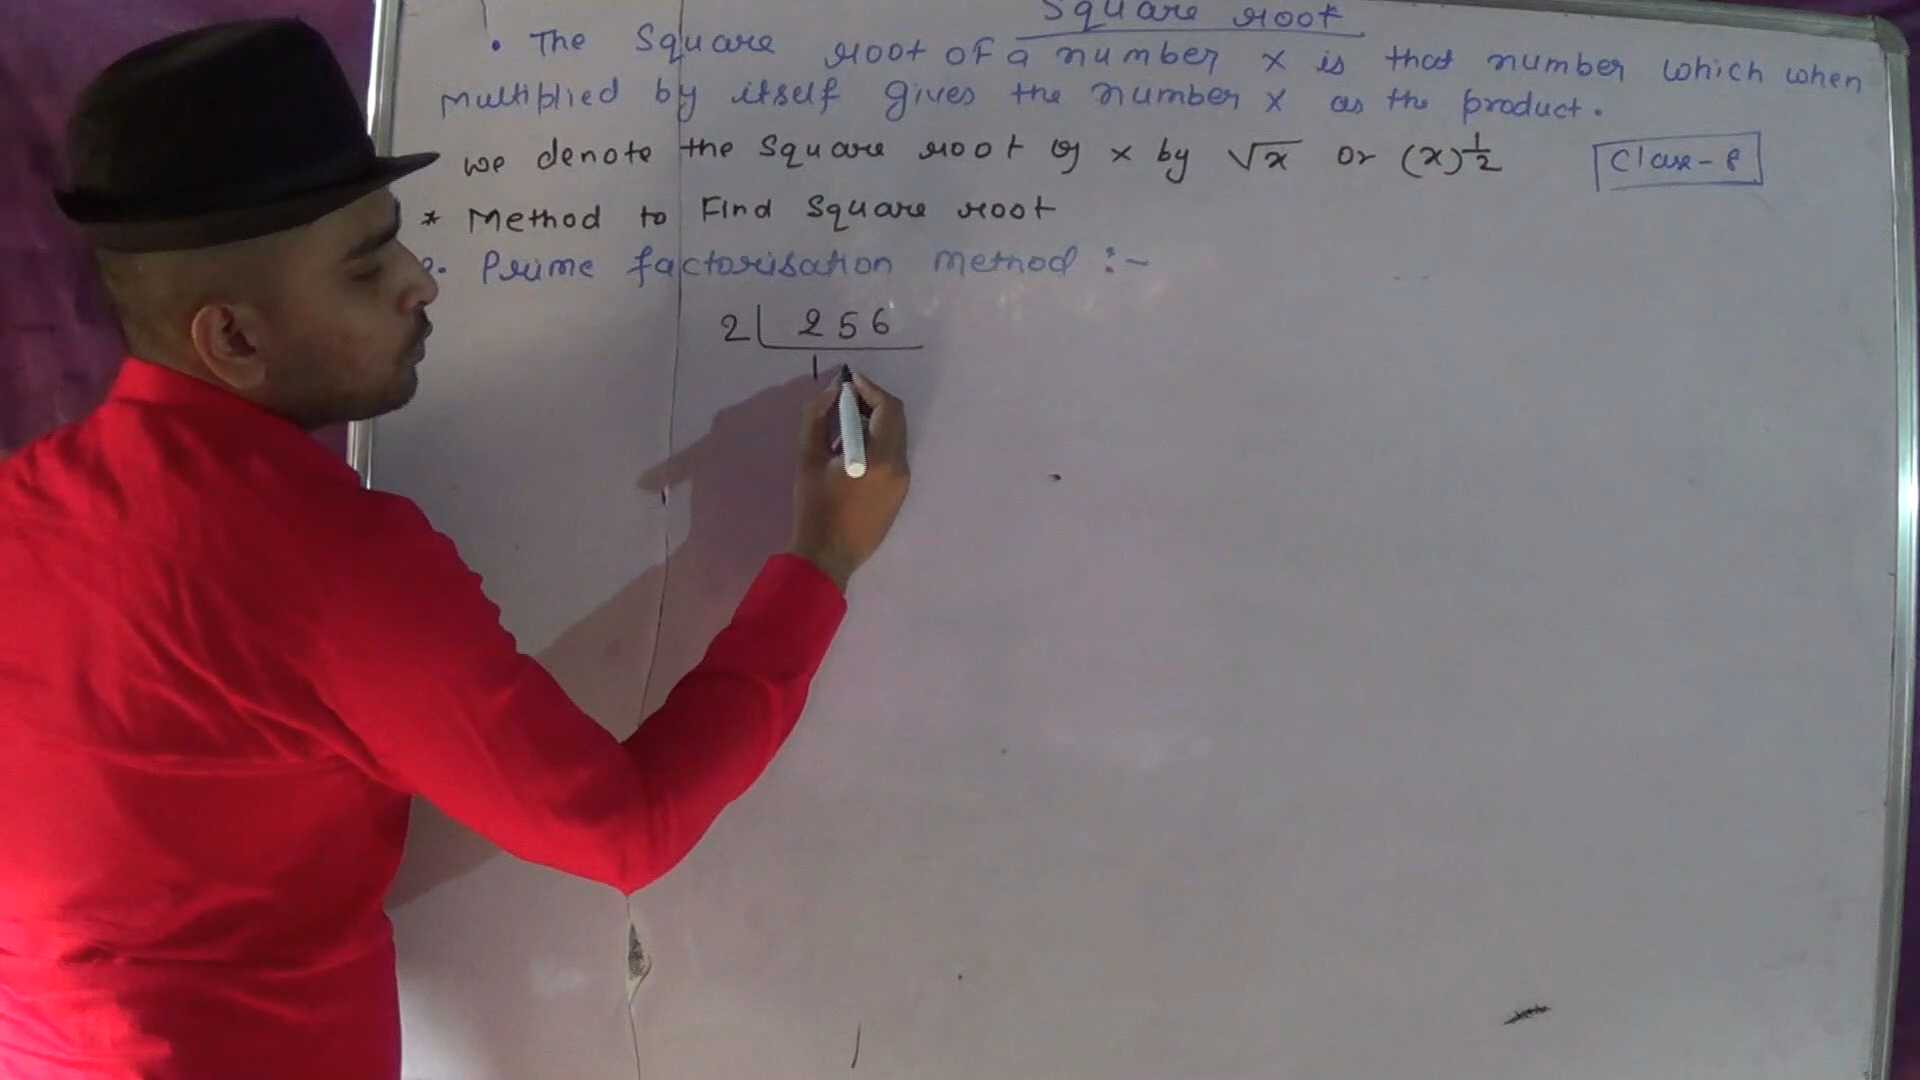 Square root
• The Square root of a number x is that number which when
multiplied by itself gives the number x as the product.
we denote the square root of x by √x or (x)^1/2
Class-8
* Method to Find Square root
Prime factorisation method :-
2 | 256
1